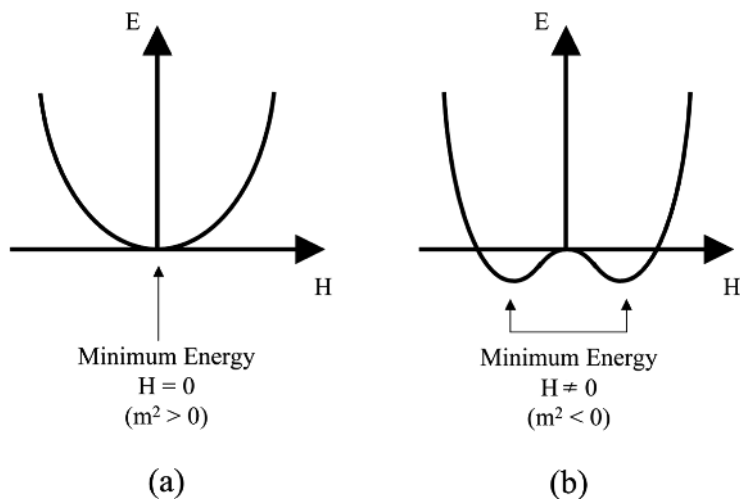 E
H
Minimum Energy
H = 0
(m² > 0)
(a)
E
H
Minimum Energy
H ≠ 0
(m² < 0)
(b)